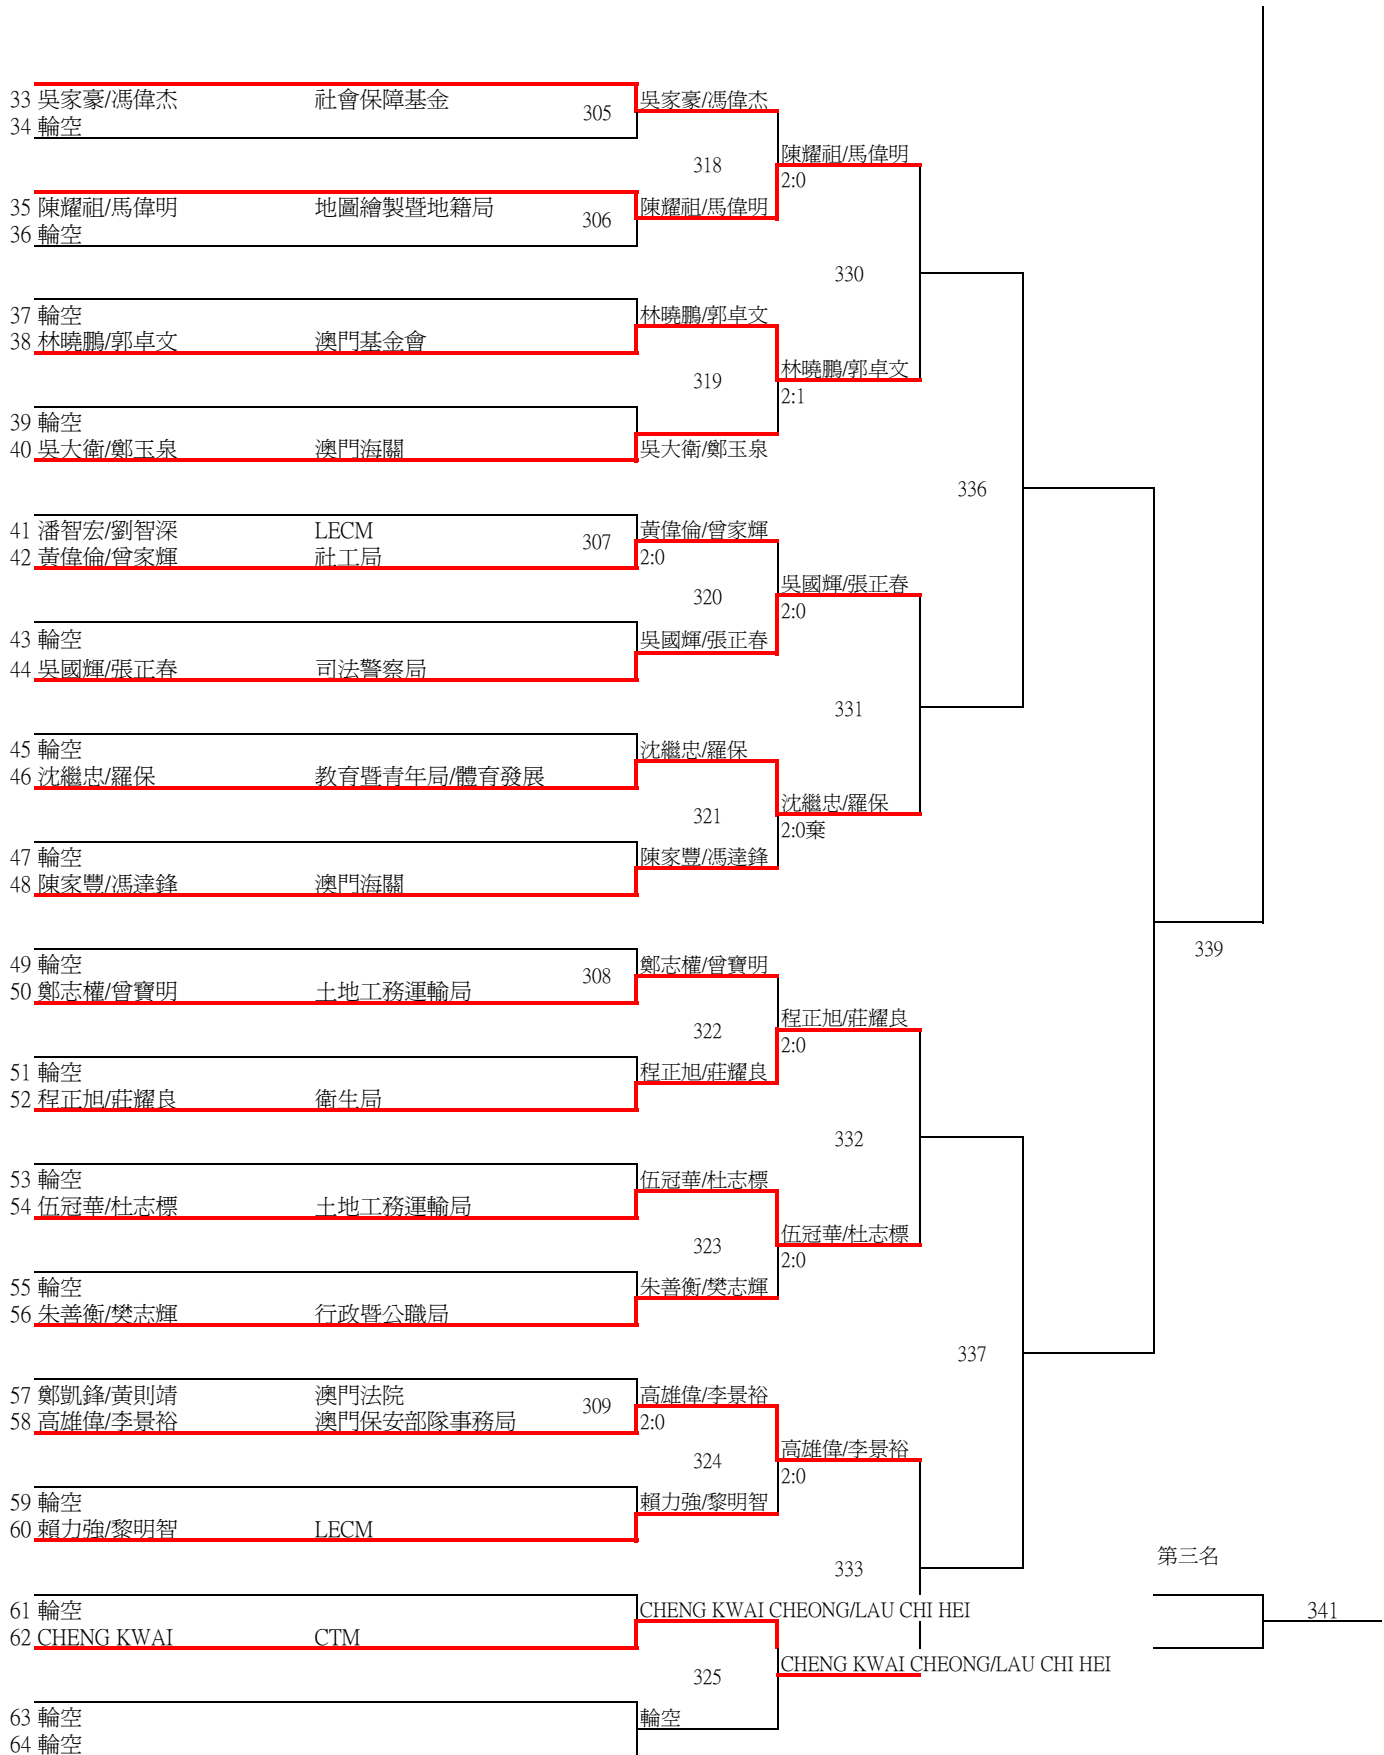 33 吳家豪/馮偉杰 社會保障基金 305 吳家豪/馮偉杰
34 輪空
318 陳耀祖/馬偉明
2:0
35 陳耀祖/馬偉明 地圖繪製暨地籍局 306 陳耀祖/馬偉明
36 輪空
330
37 輪空 林曉鵬/郭卓文
38 林曉鵬/郭卓文 澳門基金會
319 林曉鵬/郭卓文
2:1
39 輪空
40 吳大衛/鄭玉泉 澳門海關 吳大衛/鄭玉泉
336
41 潘智宏/劉智深 LECM 307 黃偉倫/曾家輝
42 黃偉倫/曾家輝 社工局 2:0
320 吳國輝/張正春
2:0
43 輪空 吳國輝/張正春
44 吳國輝/張正春 司法警察局
331
45 輪空 沈繼忠/羅保
46 沈繼忠/羅保 教育暨青年局/體育發展
321 沈繼忠/羅保
2:0棄
47 輪空 陳家豐/馮達鋒
48 陳家豐/馮達鋒 澳門海關
339
49 輪空 308 鄭志權/曾寶明
50 鄭志權/曾寶明 土地工務運輸局
322 程正旭/莊耀良
2:0
51 輪空 程正旭/莊耀良
52 程正旭/莊耀良 衛生局
332
53 輪空 伍冠華/杜志標
54 伍冠華/杜志標 土地工務運輸局
323 伍冠華/杜志標
2:0
55 輪空 朱善衡/樊志輝
56 朱善衡/樊志輝 行政暨公職局
337
57 鄭凱鋒/黃則靖 澳門法院 309 高雄偉/李景裕
58 高雄偉/李景裕 澳門保安部隊事務局 2:0
324 高雄偉/李景裕
2:0
59 輪空 賴力強/黎明智
60 賴力強/黎明智 LECM
333 第三名
61 輪空 CHENG KWAI CHEONG/LAU CHI HEI 341
62 CHENG KWAI CTM
325 CHENG KWAI CHEONG/LAU CHI HEI
63 輪空 輪空
64 輪空